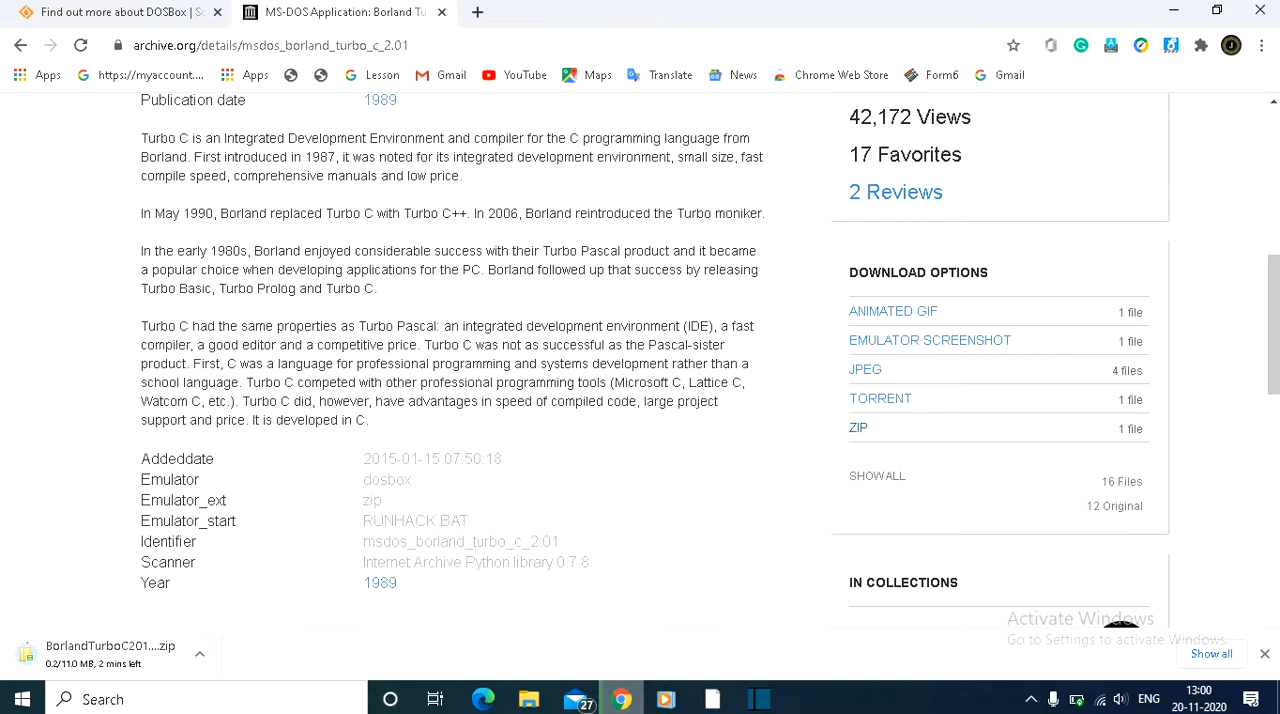 Find out more about DOSBox | So
MS-DOS Application: Borland Tu
archive.org/details/msdos_borland_turbo_c_2.01
Apps
https://myaccount....
Apps
Lesson
Gmail
YouTube
Maps
Translate
News
Chrome Web Store
Form6
Gmail
Publication date 1989
Turbo C is an Integrated Development Environment and compiler for the C programming language from
Borland. First introduced in 1987, it was noted for its integrated development environment, small size, fast
compile speed, comprehensive manuals and low price.
In May 1990, Borland replaced Turbo C with Turbo C++. In 2006, Borland reintroduced the Turbo moniker.
In the early 1980s, Borland enjoyed considerable success with their Turbo Pascal product and it became
a popular choice when developing applications for the PC. Borland followed up that success by releasing
Turbo Basic, Turbo Prolog and Turbo C.
Turbo C had the same properties as Turbo Pascal: an integrated development environment (IDE), a fast
compiler, a good editor and a competitive price. Turbo C was not as successful as the Pascal-sister
product. First, C was a language for professional programming and systems development rather than a
school language. Turbo C competed with other professional programming tools (Microsoft C, Lattice C,
Watcom C, etc.). Turbo C did, however, have advantages in speed of compiled code, large project
support and price. It is developed in C.
Addeddate 2015-01-15 07:50:18
Emulator dosbox
Emulator_ext zip
Emulator_start RUNHACK.BAT
Identifier msdos_borland_turbo_c_2.01
Scanner Internet Archive Python library 0.7.8
Year 1989
42,172 Views
17 Favorites
2 Reviews
DOWNLOAD OPTIONS
ANIMATED GIF 1 file
EMULATOR SCREENSHOT 1 file
JPEG 4 files
TORRENT 1 file
ZIP 1 file
SHOW ALL 16 Files
12 Original
IN COLLECTIONS
Activate Windows
Go to Settings to activate Windows.
BorlandTurboC201....zip
0.2/11.0 MB, 2 mins left
Show all
Search
27
ENG
13:00
20-11-2020